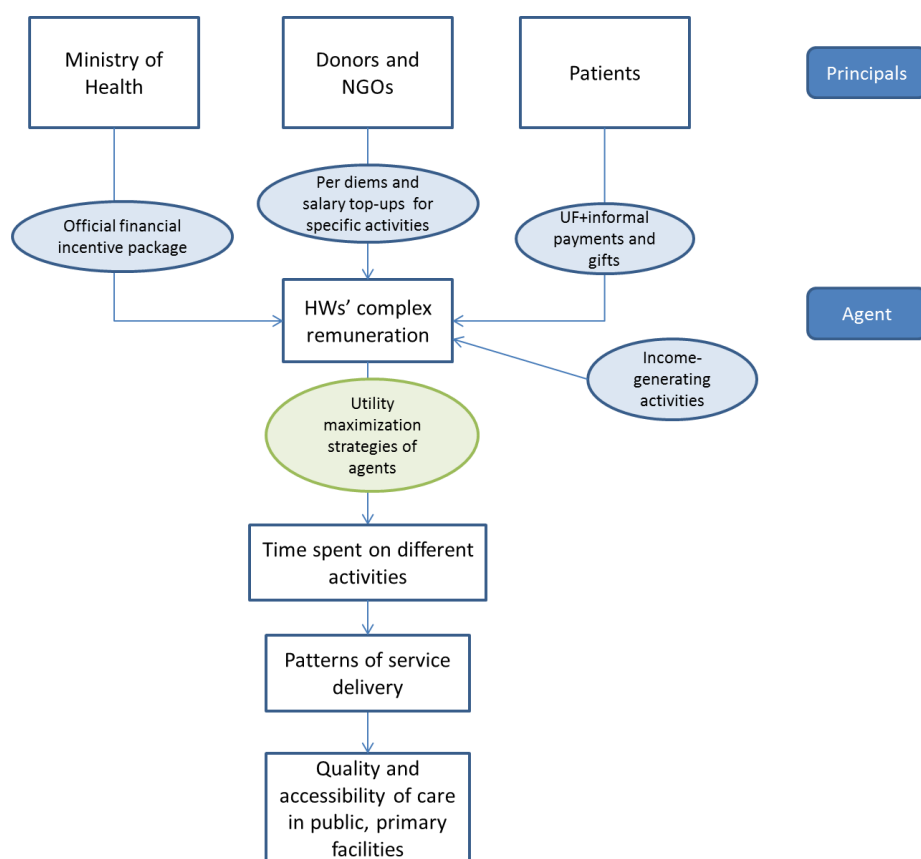 Ministry of
Health
Donors and
NGOs
Patients
Principals
Per diems and
salary top-ups for
specific activities
Official financial
incentive package
UF+informal
payments and
gifts
HWs' complex
remuneration
Agent
Income-
generating
activities
Utility
maximization
strategies of
agents
Time spent on different
activities
Patterns of service
delivery
Quality and
accessibility of care
in public, primary
facilities